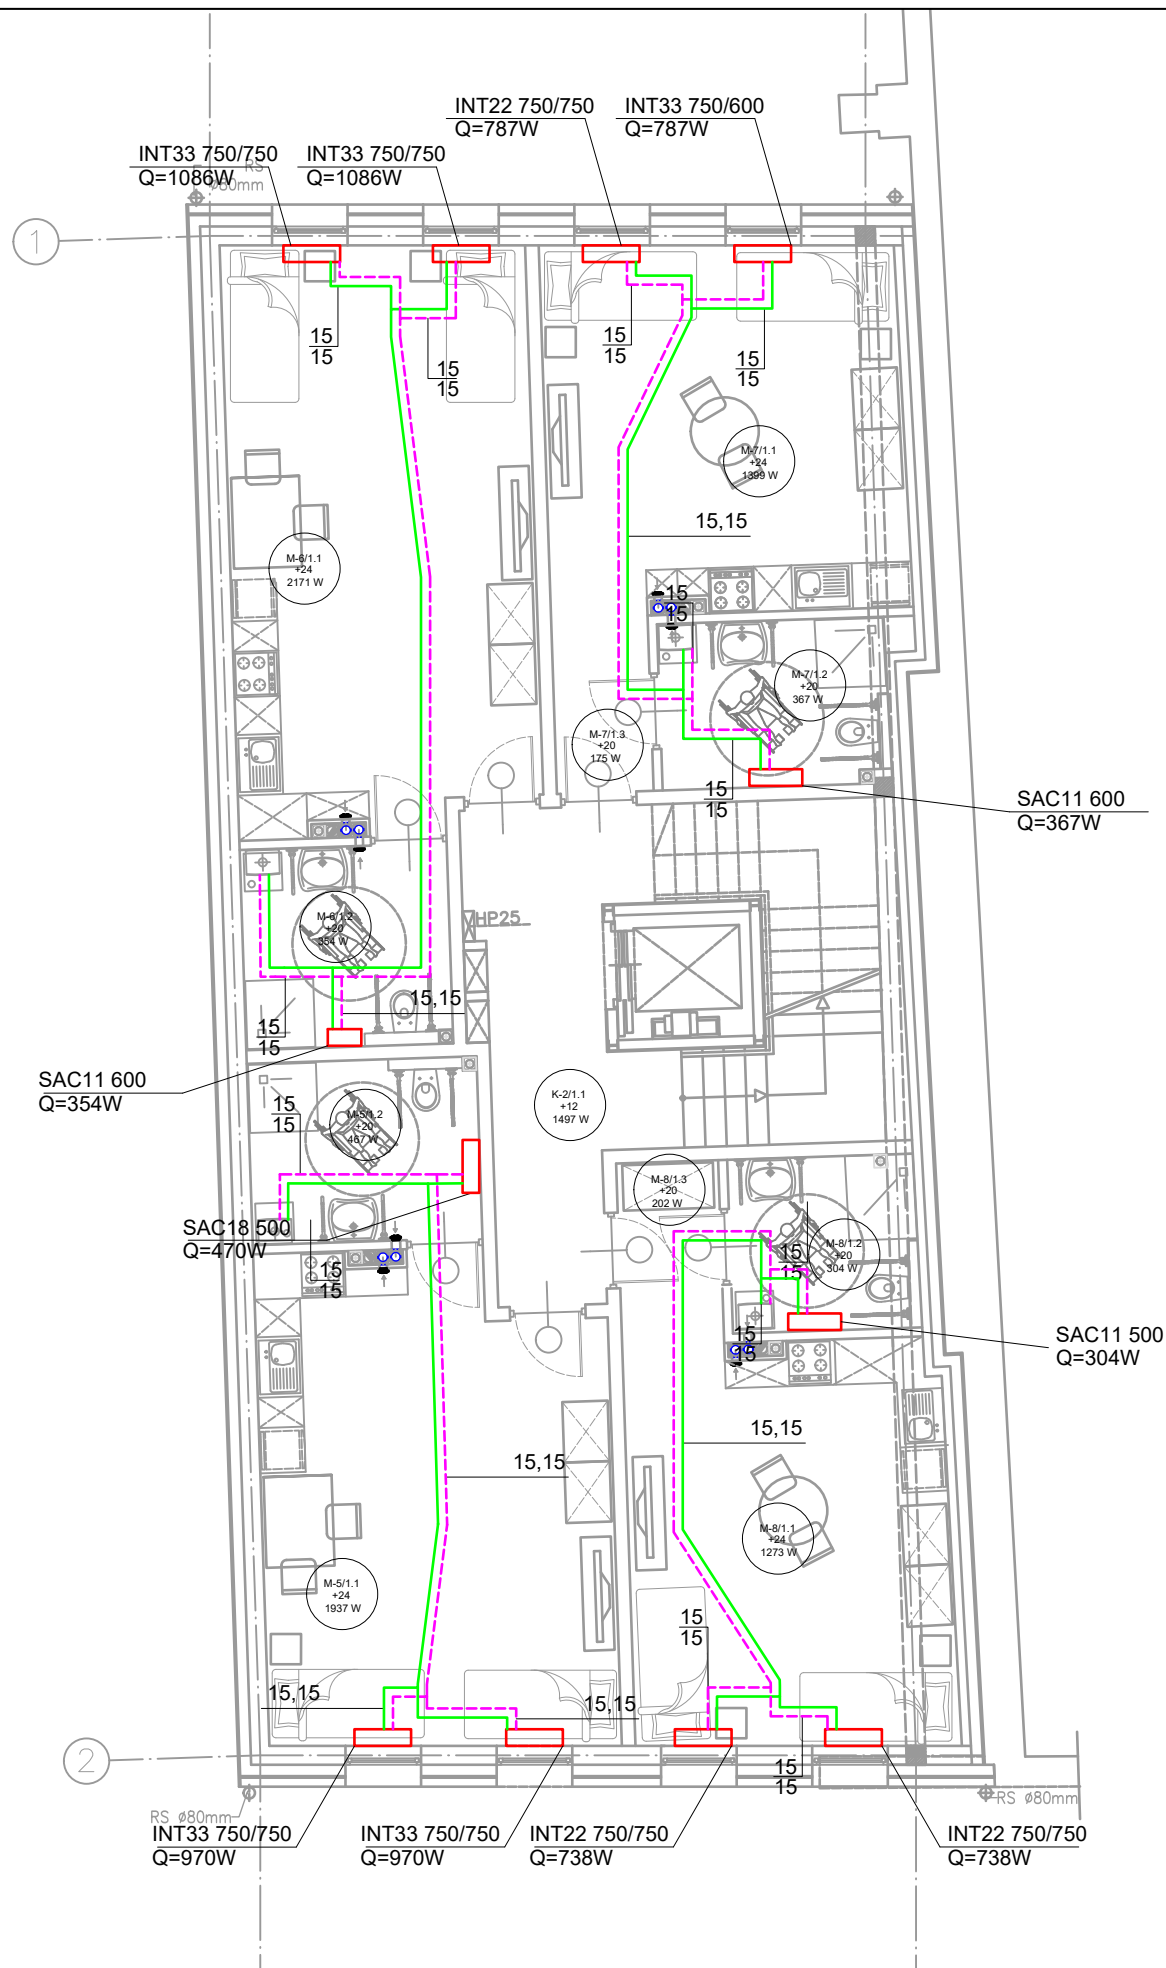 INT22 750/750
Q=787W
INT33 750/600
Q=787W
INT33 750/750
Q=1086W
INT33 750/750
Q=1086W
RS
ø80mm
1
15
15
15
15
15
15
15
15
M-7/1.1
+24
1399 W
15,15
M-6/1.1
+24
2171 W
15
15
M-7/1.2
+20
367 W
M-7/1.3
+20
175 W
15
15
SAC11 600
Q=367W
M-6/1.2
+20
354 W
HP25
15,15
15
15
SAC11 600
Q=354W
K-2/1.1
+12
1497 W
15
15
M-5/1.2
+20
467 W
M-8/1.3
+20
202 W
SAC18 500
Q=470W
M-8/1.2
+20
304 W
15
15
15
15
15
15
SAC11 500
Q=304W
15,15
15,15
M-8/1.1
+24
1273 W
M-5/1.1
+24
1937 W
15
15
15,15
15,15
2
15
15
RS ø80mm
RS ø80mm
INT33 750/750
Q=970W
INT33 750/750
Q=970W
INT22 750/750
Q=738W
INT22 750/750
Q=738W